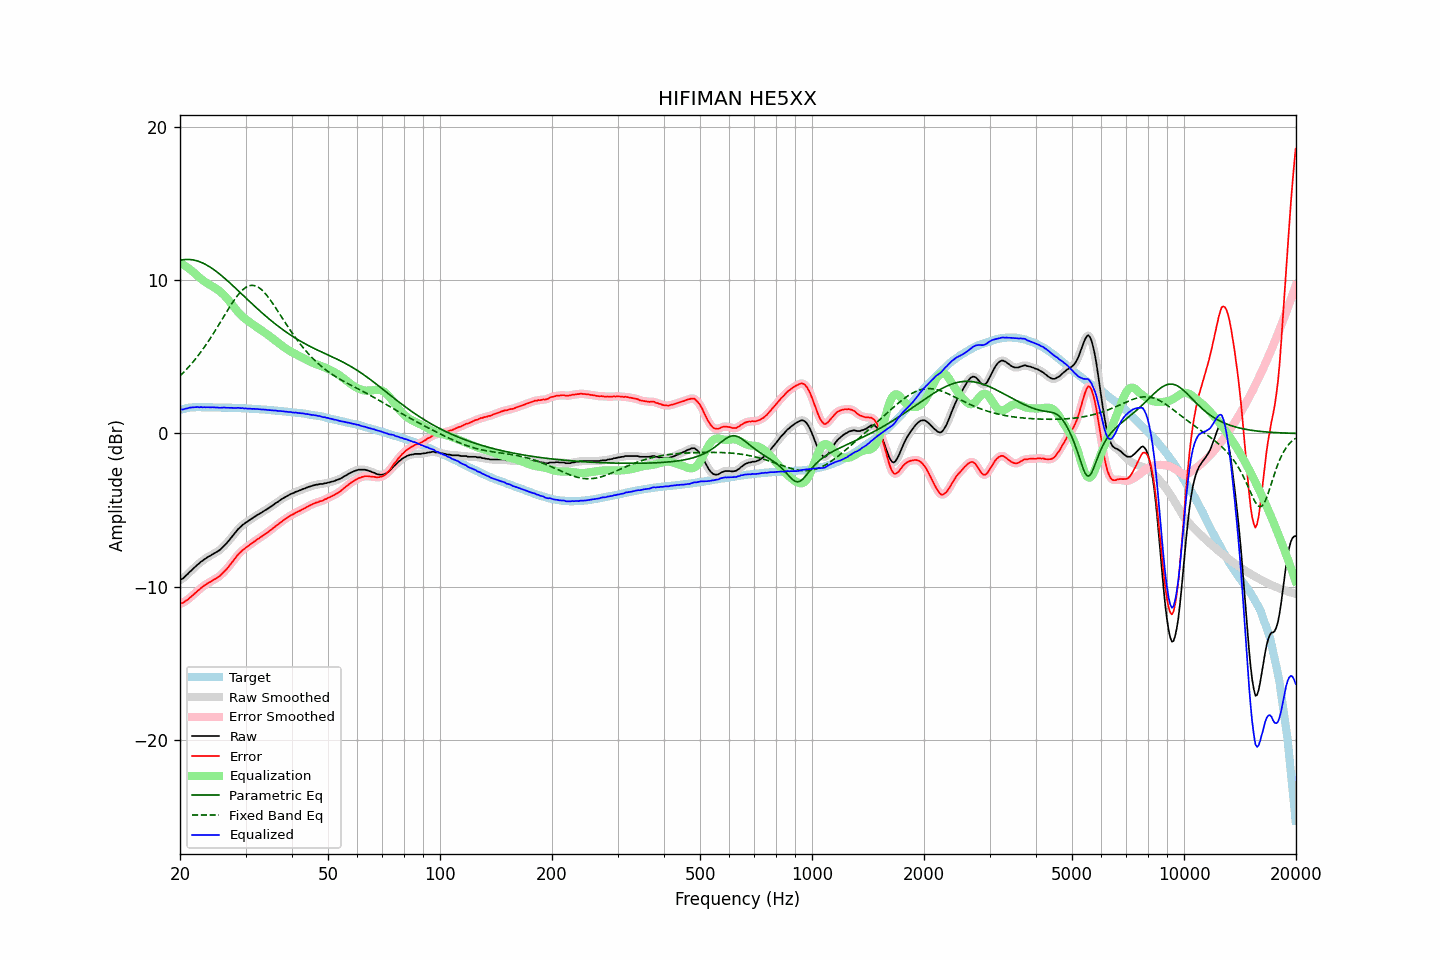 HIFIMAN HE5XX
Amplitude (dBr)
20
10
0
−10
−20
Target
Raw Smoothed
Error Smoothed
Raw
Error
Equalization
Parametric Eq
Fixed Band Eq
Equalized
20 50 100 200 500 1000 2000 5000 10000 20000
Frequency (Hz)